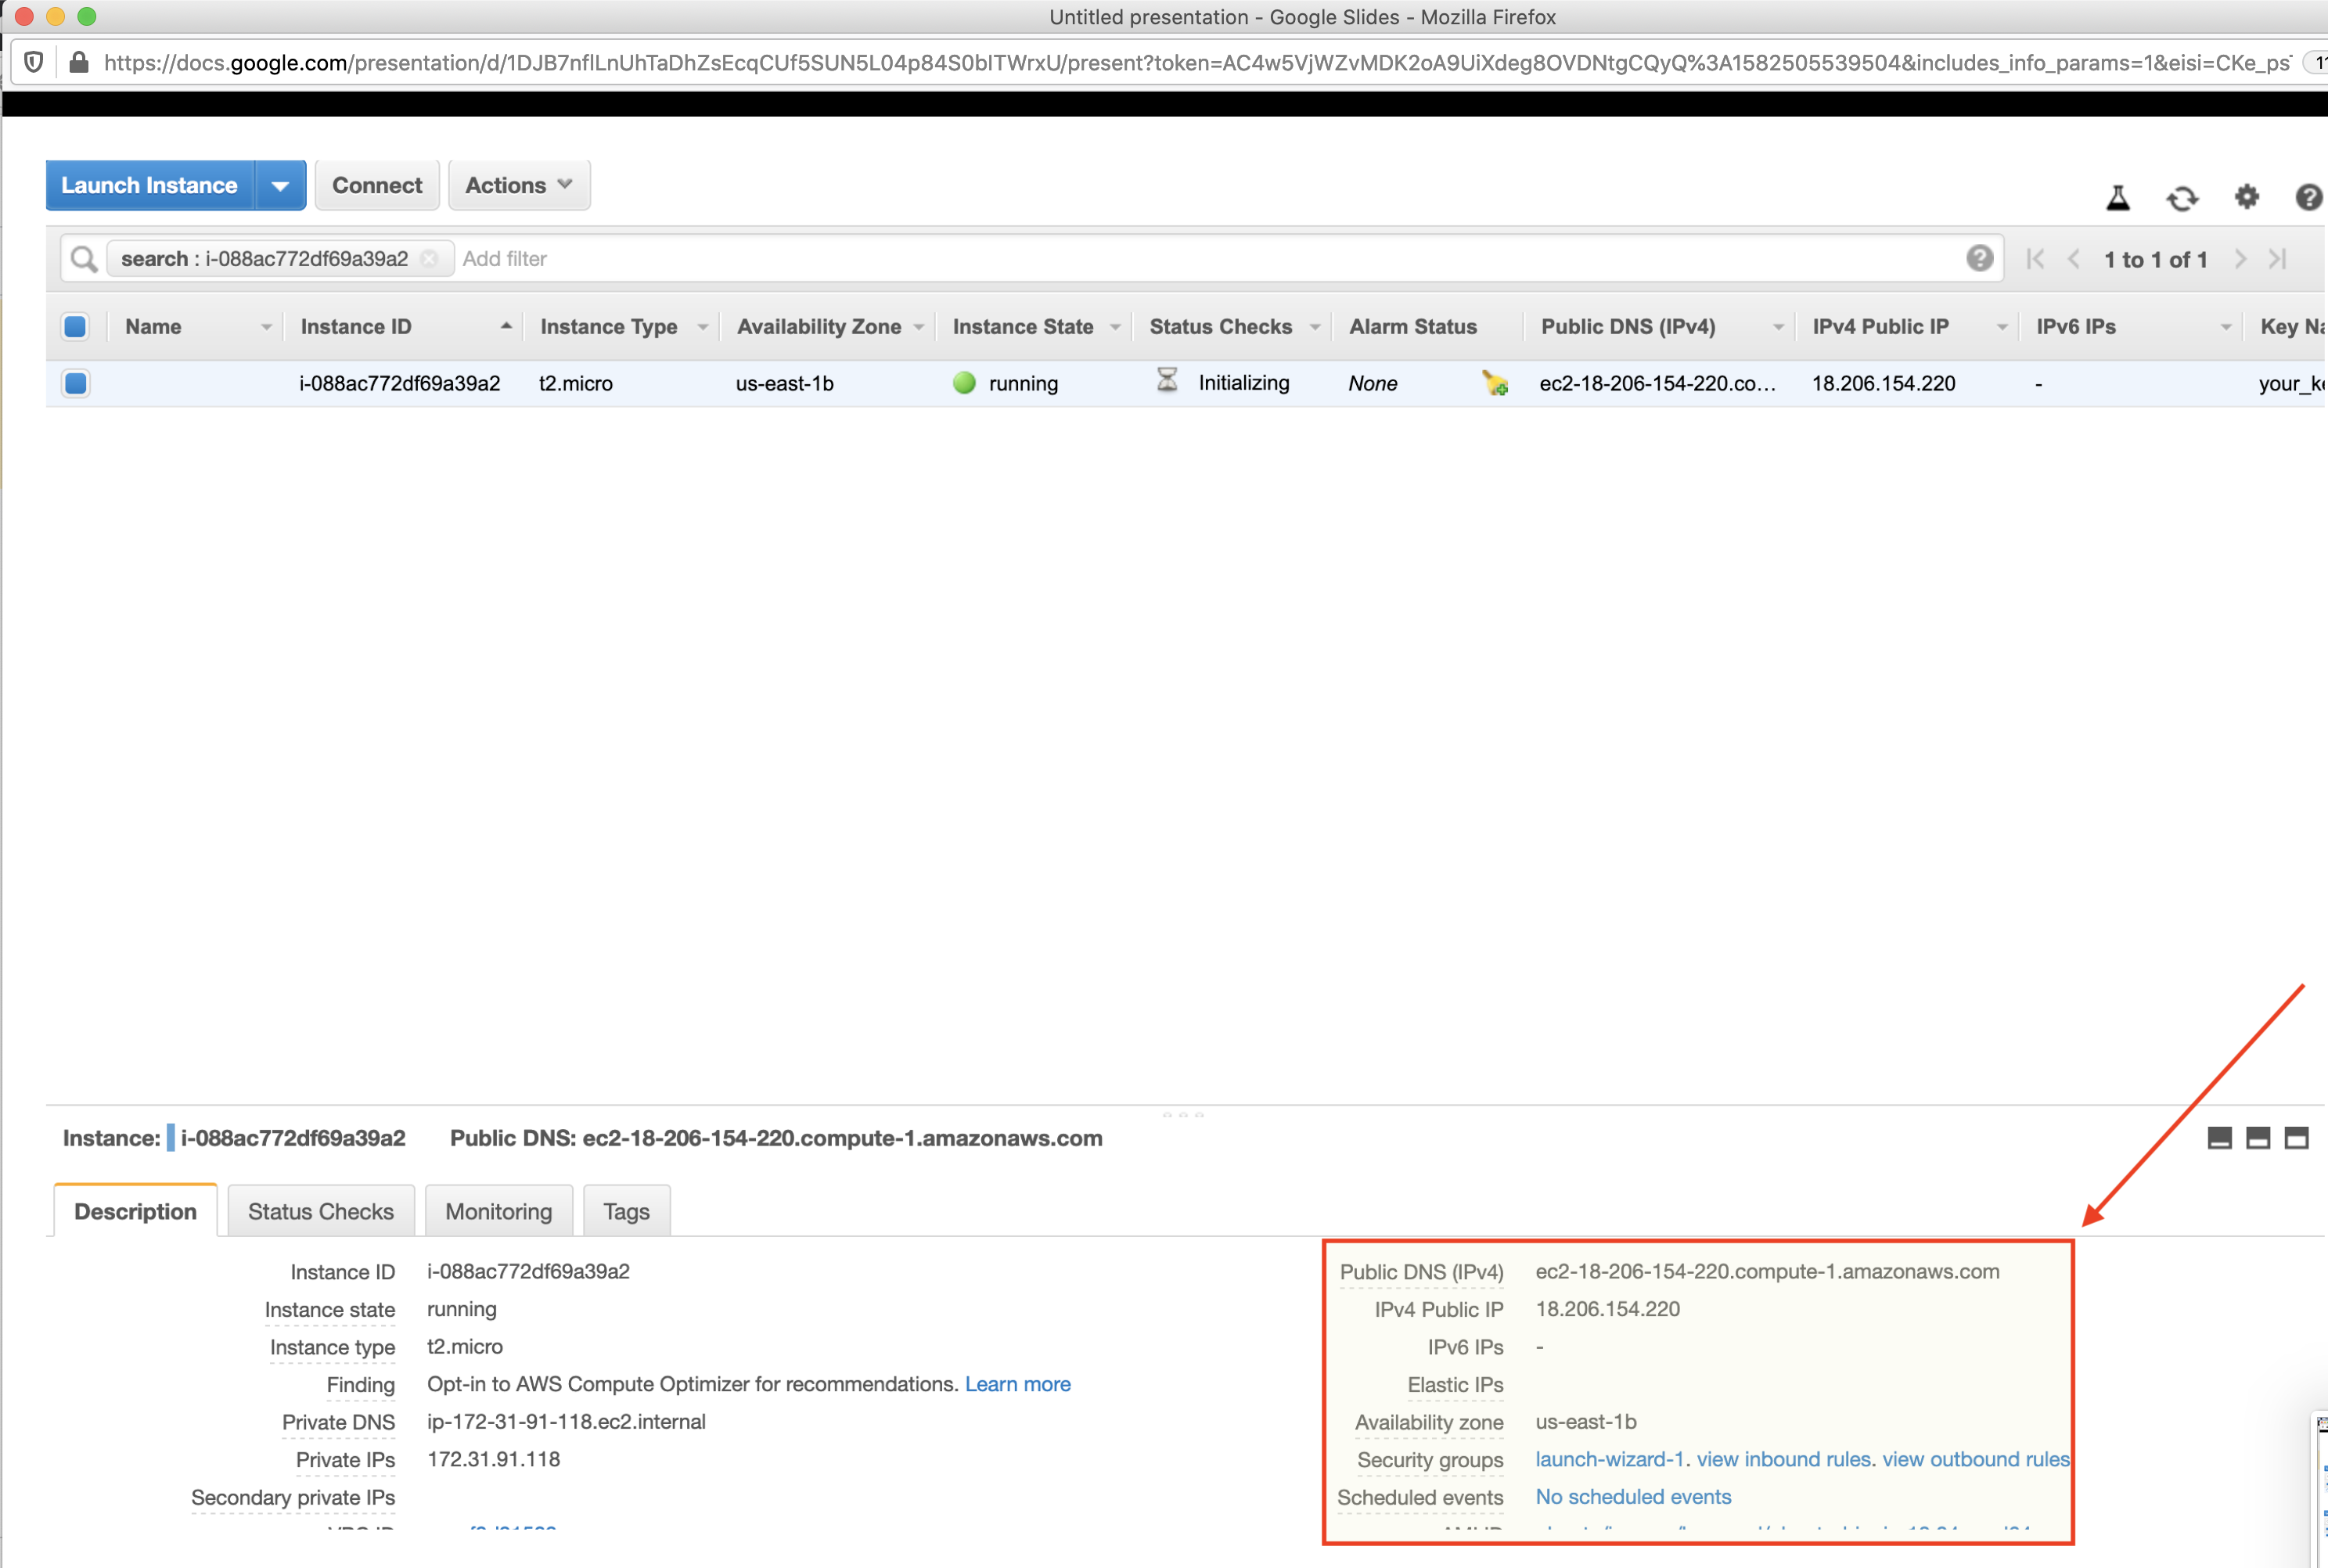 Untitled presentation - Google Slides - Mozilla Firefox
https://docs.google.com/presentation/d/1DJB7nflLnUhTaDhZsEcqCUf5SUN5L04p84S0bITWrxU/present?token=AC4w5VjWZvMDK2oA9UiXdeg8OVDNtgCQyQ%3A1582505539504&includes_info_params=1&eisi=CKe_ps
Launch Instance Connect Actions
search : i-088ac772df69a39a2 Add filter 1 to 1 of 1
Name Instance ID Instance Type Availability Zone Instance State Status Checks Alarm Status Public DNS (IPv4) IPv4 Public IP IPv6 IPs Key Na
i-088ac772df69a39a2 t2.micro us-east-1b running Initializing None ec2-18-206-154-220.co... 18.206.154.220 - your_ke
Instance: i-088ac772df69a39a2 Public DNS: ec2-18-206-154-220.compute-1.amazonaws.com
Description Status Checks Monitoring Tags
Instance ID i-088ac772df69a39a2 Public DNS (IPv4) ec2-18-206-154-220.compute-1.amazonaws.com
Instance state running IPv4 Public IP 18.206.154.220
Instance type t2.micro IPv6 IPs -
Finding Opt-in to AWS Compute Optimizer for recommendations. Learn more Elastic IPs
Private DNS ip-172-31-91-118.ec2.internal Availability zone us-east-1b
Private IPs 172.31.91.118 Security groups launch-wizard-1. view inbound rules. view outbound rules
Secondary private IPs Scheduled events No scheduled events